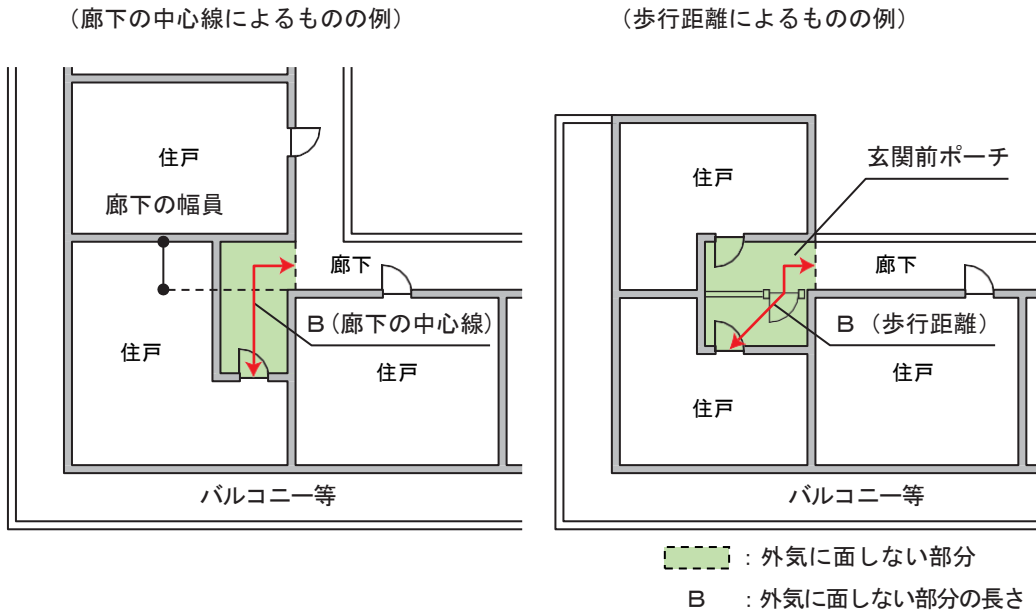 （廊下の中心線によるものの例）
住戸
廊下の幅員
廊下
B（廊下の中心線）
住戸
住戸
バルコニー等
（歩行距離によるものの例）
玄関前ポーチ
住戸
廊下
B（歩行距離）
住戸
住戸
バルコニー等
：外気に面しない部分
B ：外気に面しない部分の長さ